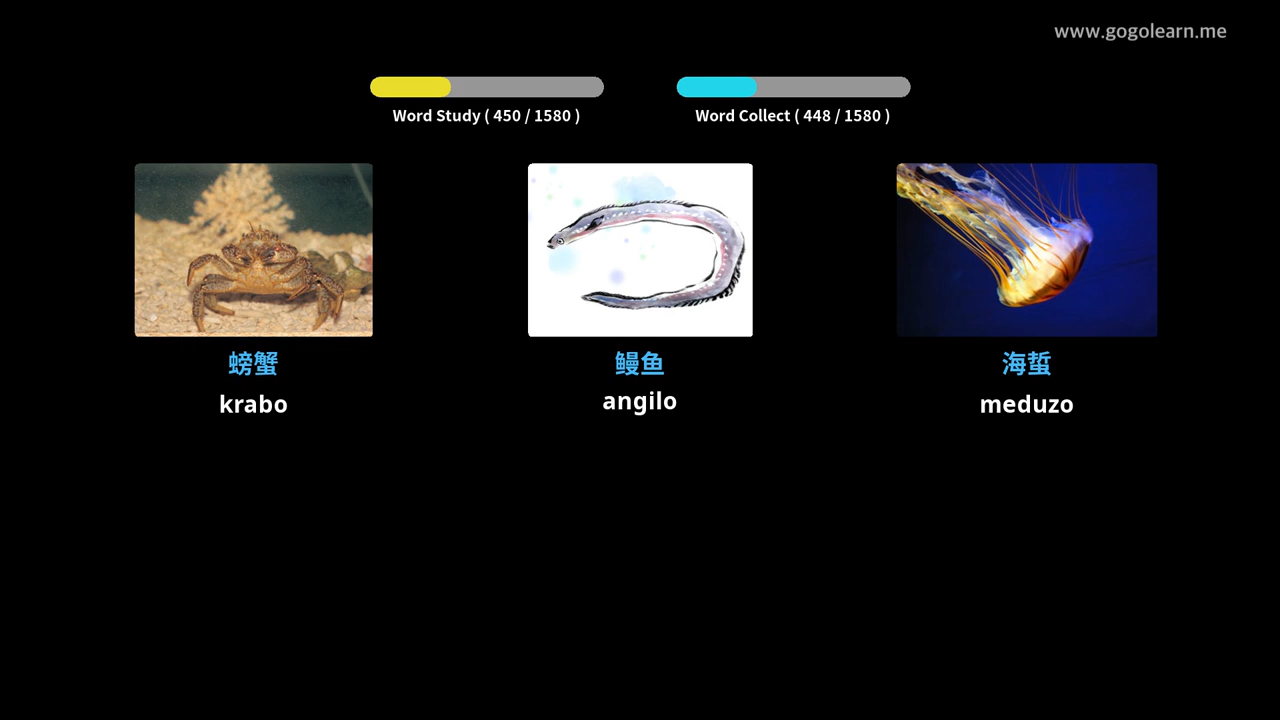 www.gogolearn.me
Word Study ( 450 / 1580 )
Word Collect ( 448 / 1580 )
螃蟹
鳗鱼
海蜇
krabo
angilo
meduzo